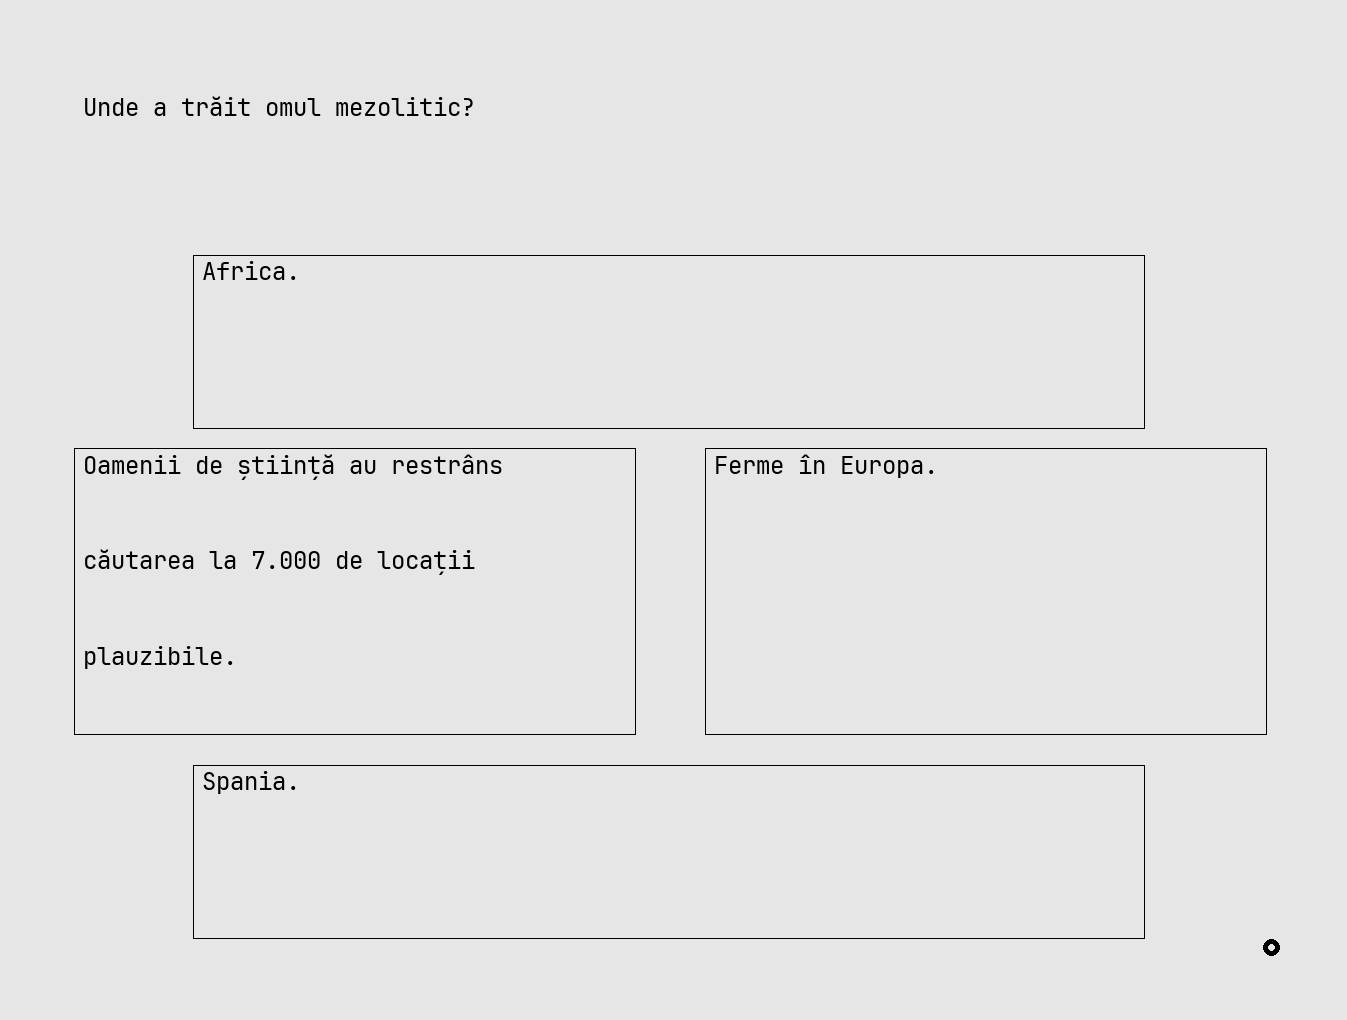 Unde a trăit omul mezolitic?
Africa.
Oamenii de știință au restrâns
căutarea la 7.000 de locații
plauzibile.
Ferme în Europa.
Spania.